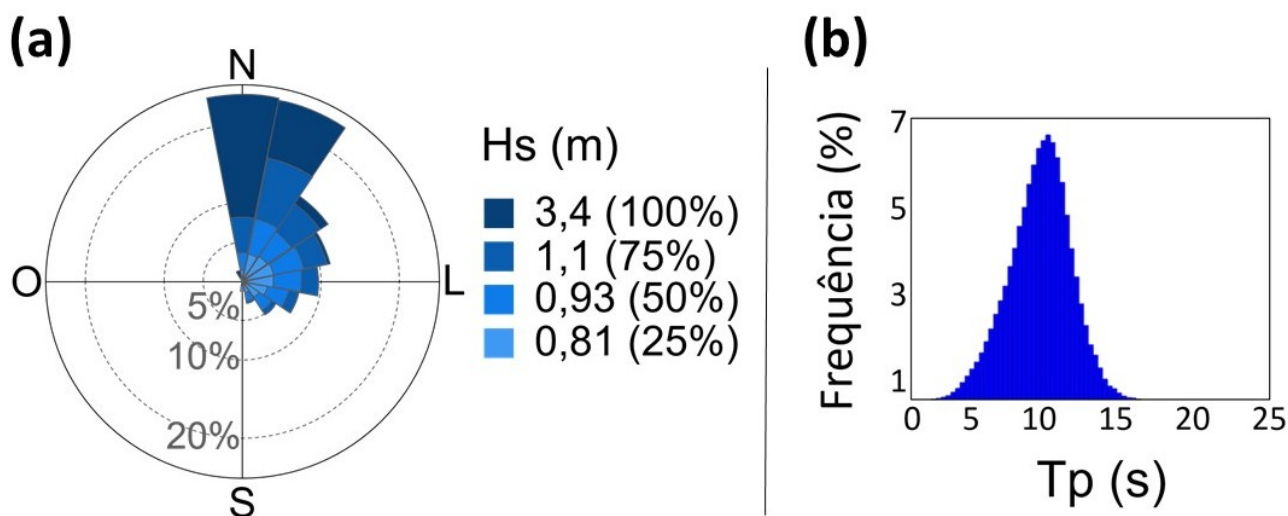 (a)
N
O
L
S
5%
10%
20%
Hs (m)
3,4 (100%)
1,1 (75%)
0,93 (50%)
0,81 (25%)
(b)
Frequência (%)
7
5
3
1
0 5 10 15 20 25
Tp (s)